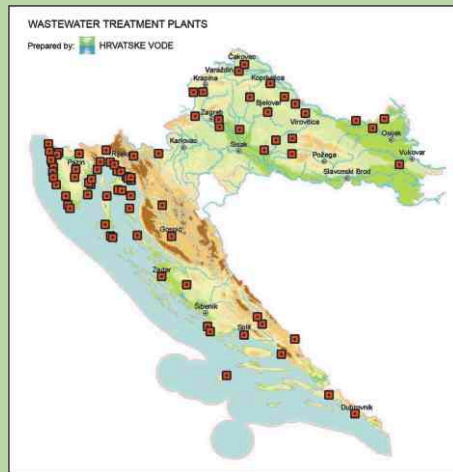 WASTEWATER TREATMENT PLANTS
Prepared by: HRVATSKE VODE
Čakovec
Varaždin
Krapina
Koprivnica
Bjelovar
Zagreb
Virovitica
Osijek
Karlovac
Sisak
Vukovar
Požega
Slavonski Brod
Pazin
Gospić
Zadar
Šibenik
Split
Dubrovnik